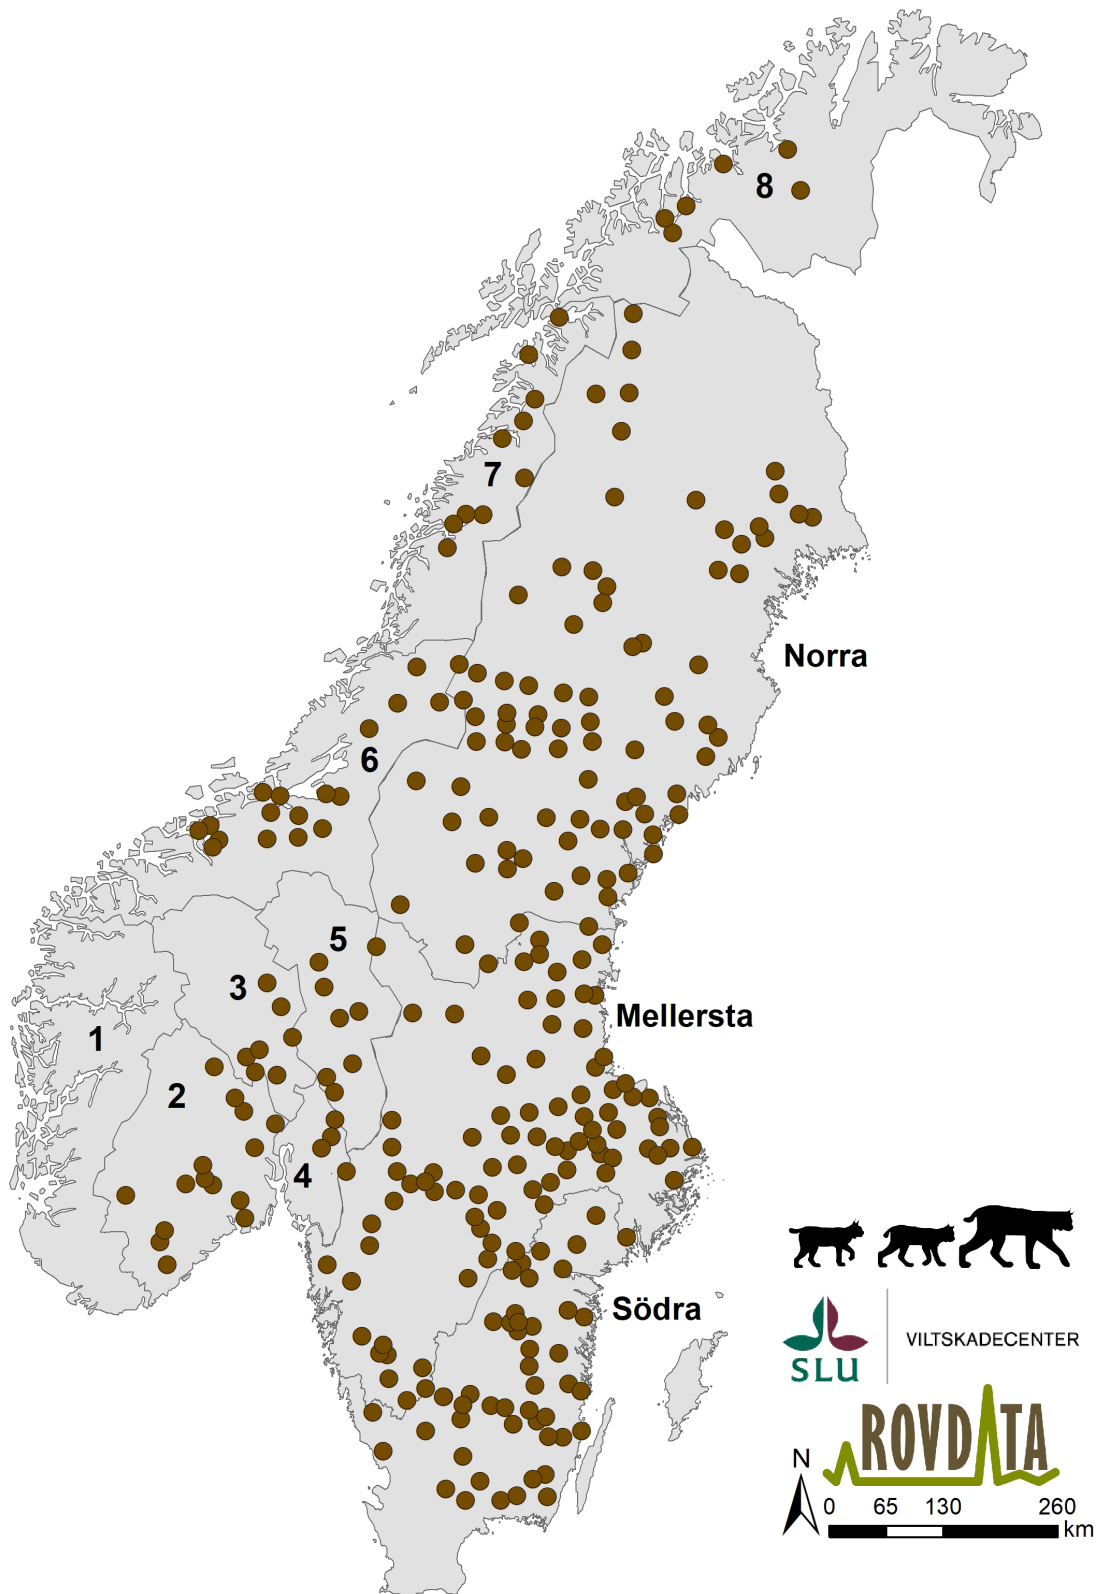 8
7
Norra
6
5
3
Mellersta
1
2
4
Södra
SLU
VILTSKADECENTER
ROVDATA
N
0 65 130 260
km